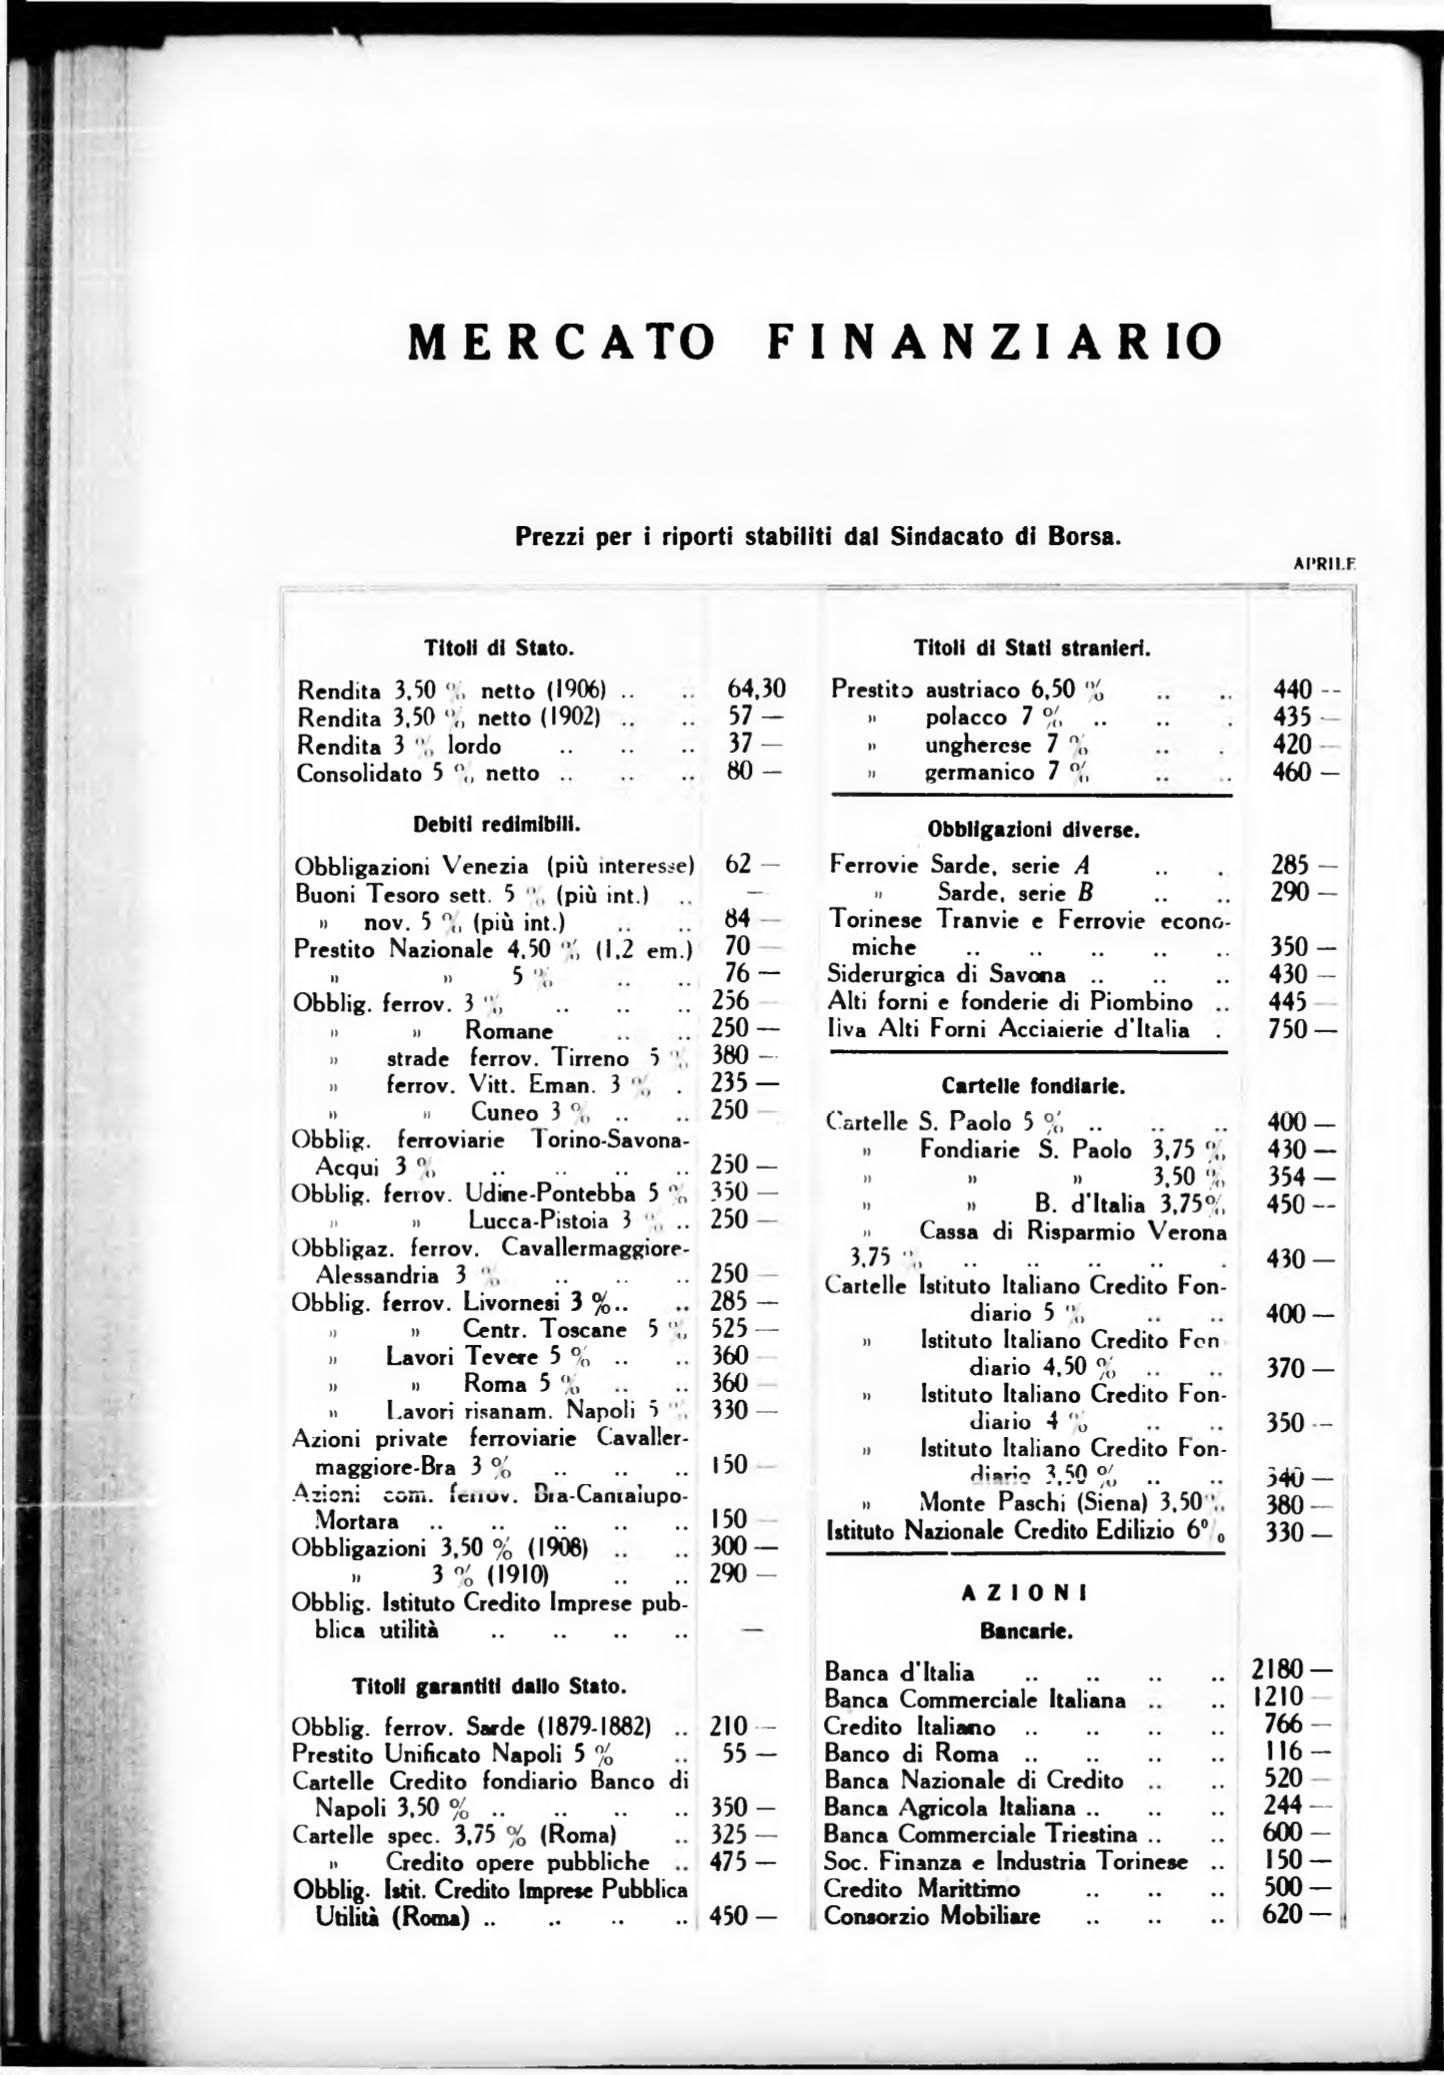 MERCATO FINANZIARIO
Prezzi per i riporti stabiliti dal Sindacato di Borsa.
APRILE
Titoli di Stato.
Rendita 3,50 % netto (1906) .. .. 64,30
Rendita 3,50 % netto (1902) .. .. 57 —
Rendita 3 % lordo .. .. .. 37 —
Consolidato 5 % netto .. .. .. 80 —
Debiti redimibili.
Obbligazioni Venezia (più interesse) 62 —
Buoni Tesoro sett. 5 % (più int.) .. —
» nov. 5 % (più int.) .. .. 84 —
Prestito Nazionale 4,50 % (1,2 em.) 70 —
» » 5 % .. .. 76 —
Obblig. ferrov. 3 % .. .. .. 256 —
» » Romane .. .. 250 —
» strade ferrov. Tirreno 5 % 380 —
» ferrov. Vitt. Eman. 3 % . 235 —
» » Cuneo 3 % .. .. 250 —
Obblig. ferroviarie Torino-Savona-
Acqui 3 % .. .. .. .. 250 —
Obblig. ferrov. Udine-Pontebba 5 % 350 —
» » Lucca-Pistoia 3 % .. 250 —
Obbligaz. ferrov. Cavallermaggiore-
Alessandria 3 % .. .. .. 250 —
Obblig. ferrov. Livornesi 3 %.. .. 285 —
» » Centr. Toscane 5 % 525 —
» Lavori Tevere 5 % .. .. 360 —
» » Roma 5 % .. .. 360 —
» Lavori risanam. Napoli 5 % 330 —
Azioni private ferroviarie Cavaller-
maggiore-Bra 3 % .. .. .. 150 —
Azioni com. ferrov. Bra-Cantalupo-
Mortara .. .. .. .. .. 150 —
Obbligazioni 3,50 % (1908) .. .. 300 —
» 3 % (1910) .. .. 290 —
Obblig. Istituto Credito Imprese pub-
blica utilità .. .. .. .. —
Titoli garantiti dallo Stato.
Obblig. ferrov. Sarde (1879-1882) .. 210 —
Prestito Unificato Napoli 5 % .. 55 —
Cartelle Credito fondiario Banco di
Napoli 3,50 % .. .. .. .. 350 —
Cartelle spec. 3,75 % (Roma) .. 325 —
» Credito opere pubbliche .. 475 —
Obblig. Istit. Credito Imprese Pubblica
Utilità (Roma) .. .. .. .. 450 —
Titoli di Stati stranieri.
Prestito austriaco 6,50 % .. .. 440 —
» polacco 7 % .. .. . 435 —
» ungherese 7 % .. . 420 —
» germanico 7 % .. .. 460 —
Obbligazioni diverse.
Ferrovie Sarde, serie A .. . 285 —
» Sarde, serie B .. .. 290 —
Torinese Tranvie e Ferrovie econo-
miche .. .. .. .. .. 350 —
Siderurgica di Savona .. .. .. 430 —
Alti forni e fonderie di Piombino .. 445 —
Ilva Alti Forni Acciaierie d'Italia . 750 —
Cartelle fondiarie.
Cartelle S. Paolo 5 % .. .. .. 400 —
» Fondiarie S. Paolo 3,75 % 430 —
» » » 3,50 % 354 —
» » B. d'Italia 3,75% 450 —
» Cassa di Risparmio Verona
3,75 % .. .. .. .. . 430 —
Cartelle Istituto Italiano Credito Fon-
diario 5 % .. .. 400 —
» Istituto Italiano Credito Fon
diario 4,50 % .. .. 370 —
» Istituto Italiano Credito Fon-
diario 4 % .. .. 350 —
» Istituto Italiano Credito Fon-
diario 3,50 % .. .. 340 —
» Monte Paschi (Siena) 3,50 % 380 —
Istituto Nazionale Credito Edilizio 6% 330 —
AZIONI
Bancarie.
Banca d'Italia .. .. .. .. 2180 —
Banca Commerciale Italiana .. .. 1210 —
Credito Italiano .. .. .. .. 766 —
Banco di Roma .. .. .. .. 116 —
Banca Nazionale di Credito .. .. 520 —
Banca Agricola Italiana .. .. .. 244 —
Banca Commerciale Triestina .. .. 600 —
Soc. Finanza e Industria Torinese .. 150 —
Credito Marittimo .. .. .. 500 —
Consorzio Mobiliare .. .. .. 620 —